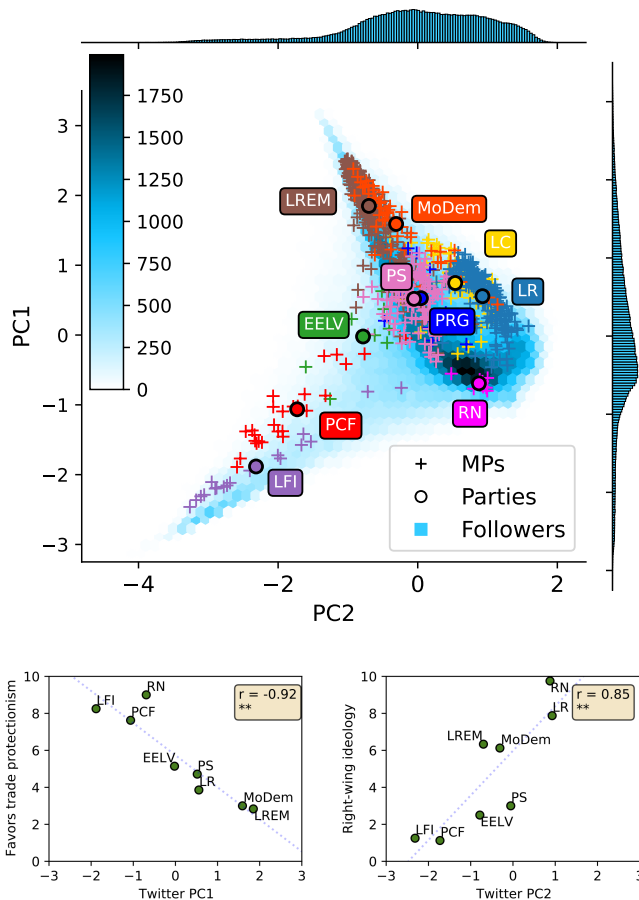 1750
1500
1250
1000
750
500
250
0
3
2
1
0
−1
−2
−3
PC1
LREM
MoDem
LC
PS
LR
EELV
PRG
PCF
RN
LFI
MPs
Parties
Followers
−4
−2
0
2
PC2
10
8
6
4
2
0
Favors trade protectionism
r = -0.92
**
RN
LFI
PCF
EELV
PS
LR
MoDem
LREM
−3
−2
−1
0
1
2
3
Twitter PC1
10
8
6
4
2
0
Right-wing ideology
r = 0.85
**
RN
LR
LREM
MoDem
PS
EELV
LFI
PCF
−3
−2
−1
0
1
2
3
Twitter PC2